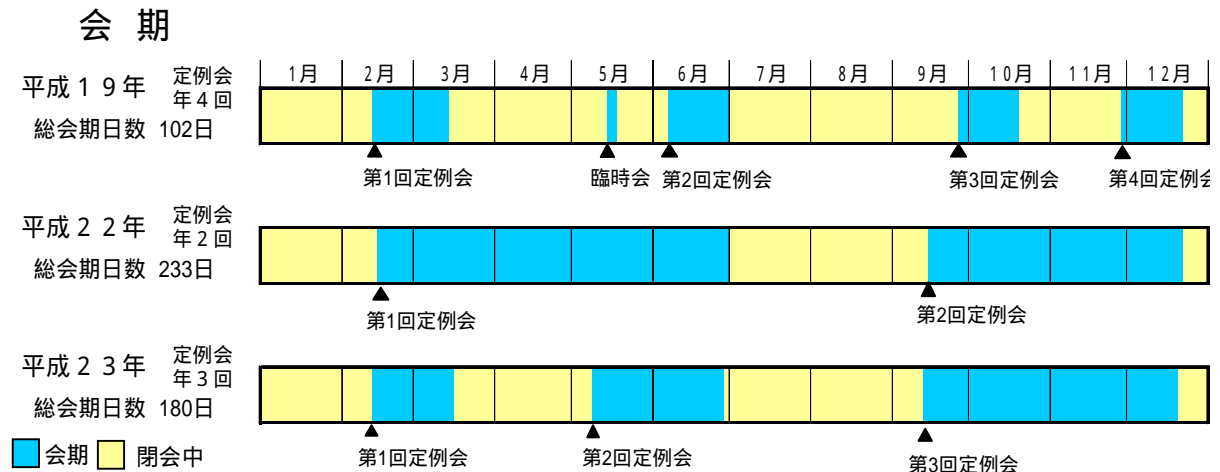 会 期
1月 2月 3月 4月 5月 6月 7月 8月 9月 10月 11月 12月
平成１９年 定例会
年４回
総会期日数 102日
第1回定例会 臨時会 第2回定例会 第3回定例会 第4回定例会
平成２２年 定例会
年２回
総会期日数 233日
第1回定例会 第2回定例会
平成２３年 定例会
年３回
総会期日数 180日
会期 閉会中
第1回定例会 第2回定例会 第3回定例会